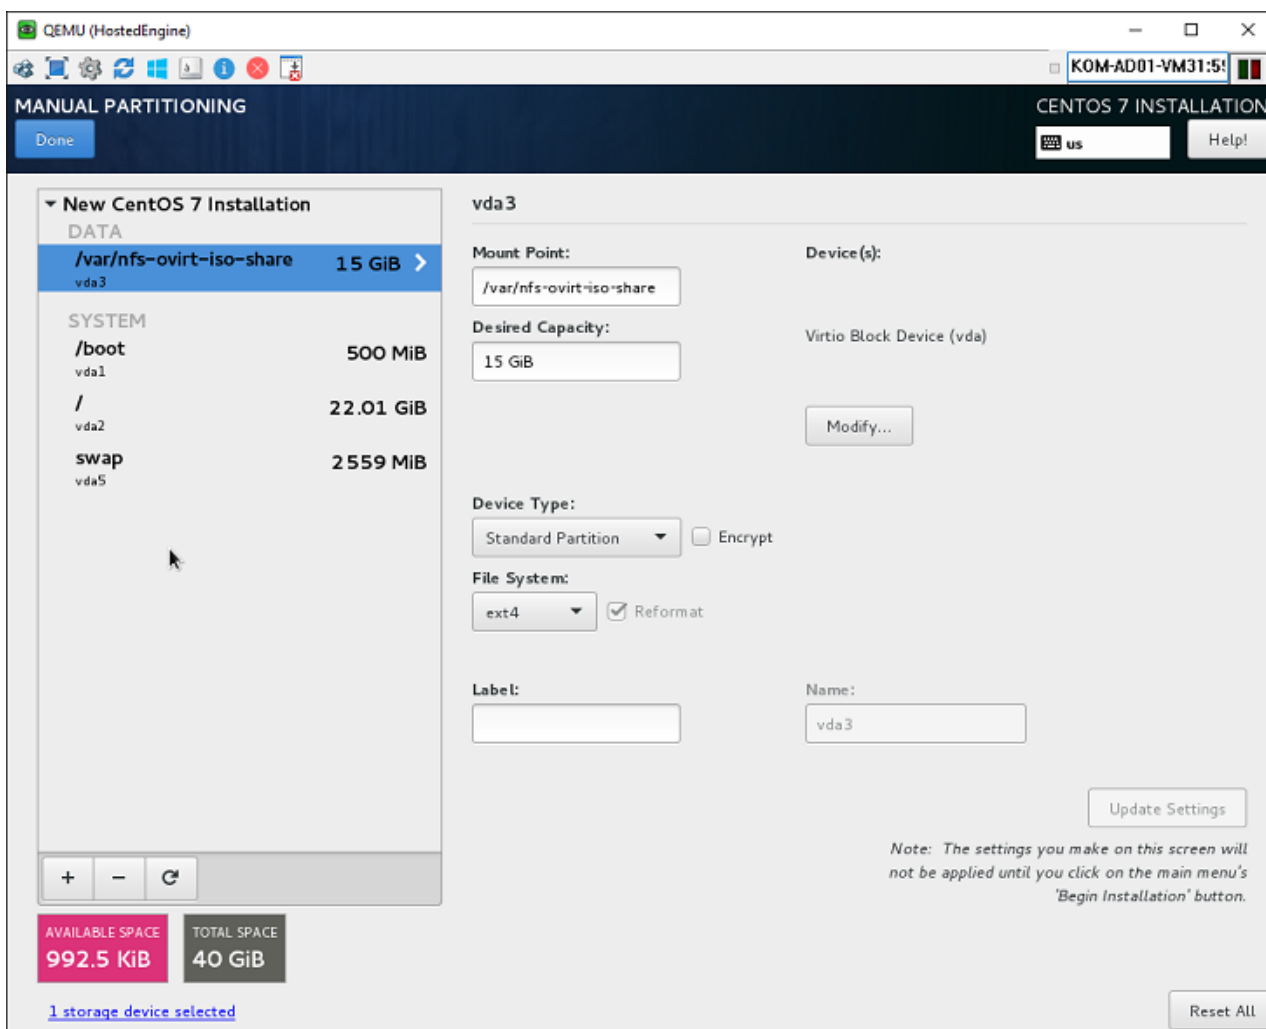 QEMU (HostedEngine)
KOM-AD01-VM31:5
MANUAL PARTITIONING
CENTOS 7 INSTALLATION
Done
us
Help!
New CentOS 7 Installation
DATA
/var/nfs-ovirt-iso-share
15 GiB
vda3
SYSTEM
/boot
500 MiB
vda1
/
22.01 GiB
vda2
swap
2559 MiB
vda5
vda3
Mount Point:
Device(s):
/var/nfs-ovirt-iso-share
Desired Capacity:
Virtio Block Device (vda)
15 GiB
Modify...
Device Type:
Standard Partition
Encrypt
File System:
ext4
Reformat
Label:
Name:
vda3
Update Settings
Note: The settings you make on this screen will
not be applied until you click on the main menu's
'Begin Installation' button.
+ -
AVAILABLE SPACE
992.5 KiB
TOTAL SPACE
40 GiB
1 storage device selected
Reset All